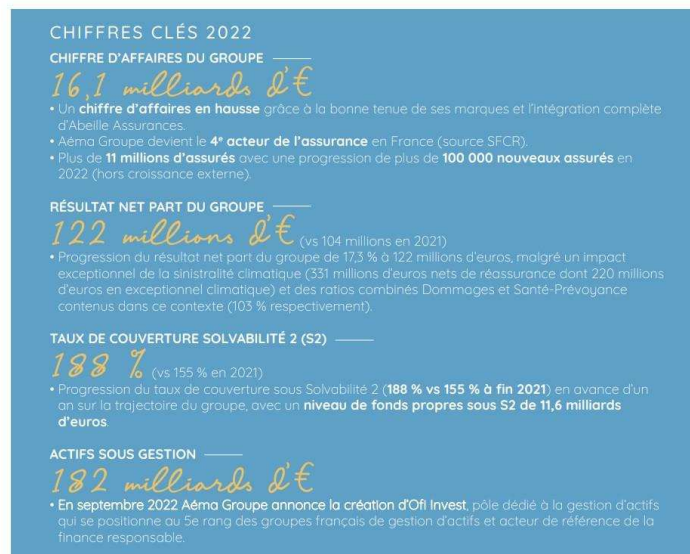 CHIFFRES CLÉS 2022
CHIFFRE D'AFFAIRES DU GROUPE
16,1 milliards d'€
• Un chiffre d'affaires en hausse grâce à la bonne tenue de ses marques et l'intégration complète
d'Abeille Assurances.
• Aéma Groupe devient le 4e acteur de l'assurance en France (source SFCR).
• Plus de 11 millions d'assurés avec une progression de plus de 100 000 nouveaux assurés en
2022 (hors croissance externe).
RÉSULTAT NET PART DU GROUPE
122 millions d'€ (vs 104 millions en 2021)
• Progression du résultat net part du groupe de 17,3 % à 122 millions d'euros, malgré un impact
exceptionnel de la sinistralité climatique (331 millions d'euros nets de réassurance dont 220 millions
d'euros en exceptionnel climatique) et des ratios combinés Dommages et Santé-Prévoyance
contenus dans ce contexte (103 % respectivement).
TAUX DE COUVERTURE SOLVABILITÉ 2 (S2)
188 % (vs 155 % en 2021)
• Progression du taux de couverture sous Solvabilité 2 (188 % vs 155 % à fin 2021) en avance d'un
an sur la trajectoire du groupe, avec un niveau de fonds propres sous S2 de 11,6 milliards
d'euros.
ACTIFS SOUS GESTION
182 milliards d'€
• En septembre 2022 Aéma Groupe annonce la création d'Ofi Invest, pôle dédié à la gestion d'actifs
qui se positionne au 5e rang des groupes français de gestion d'actifs et acteur de référence de la
finance responsable.